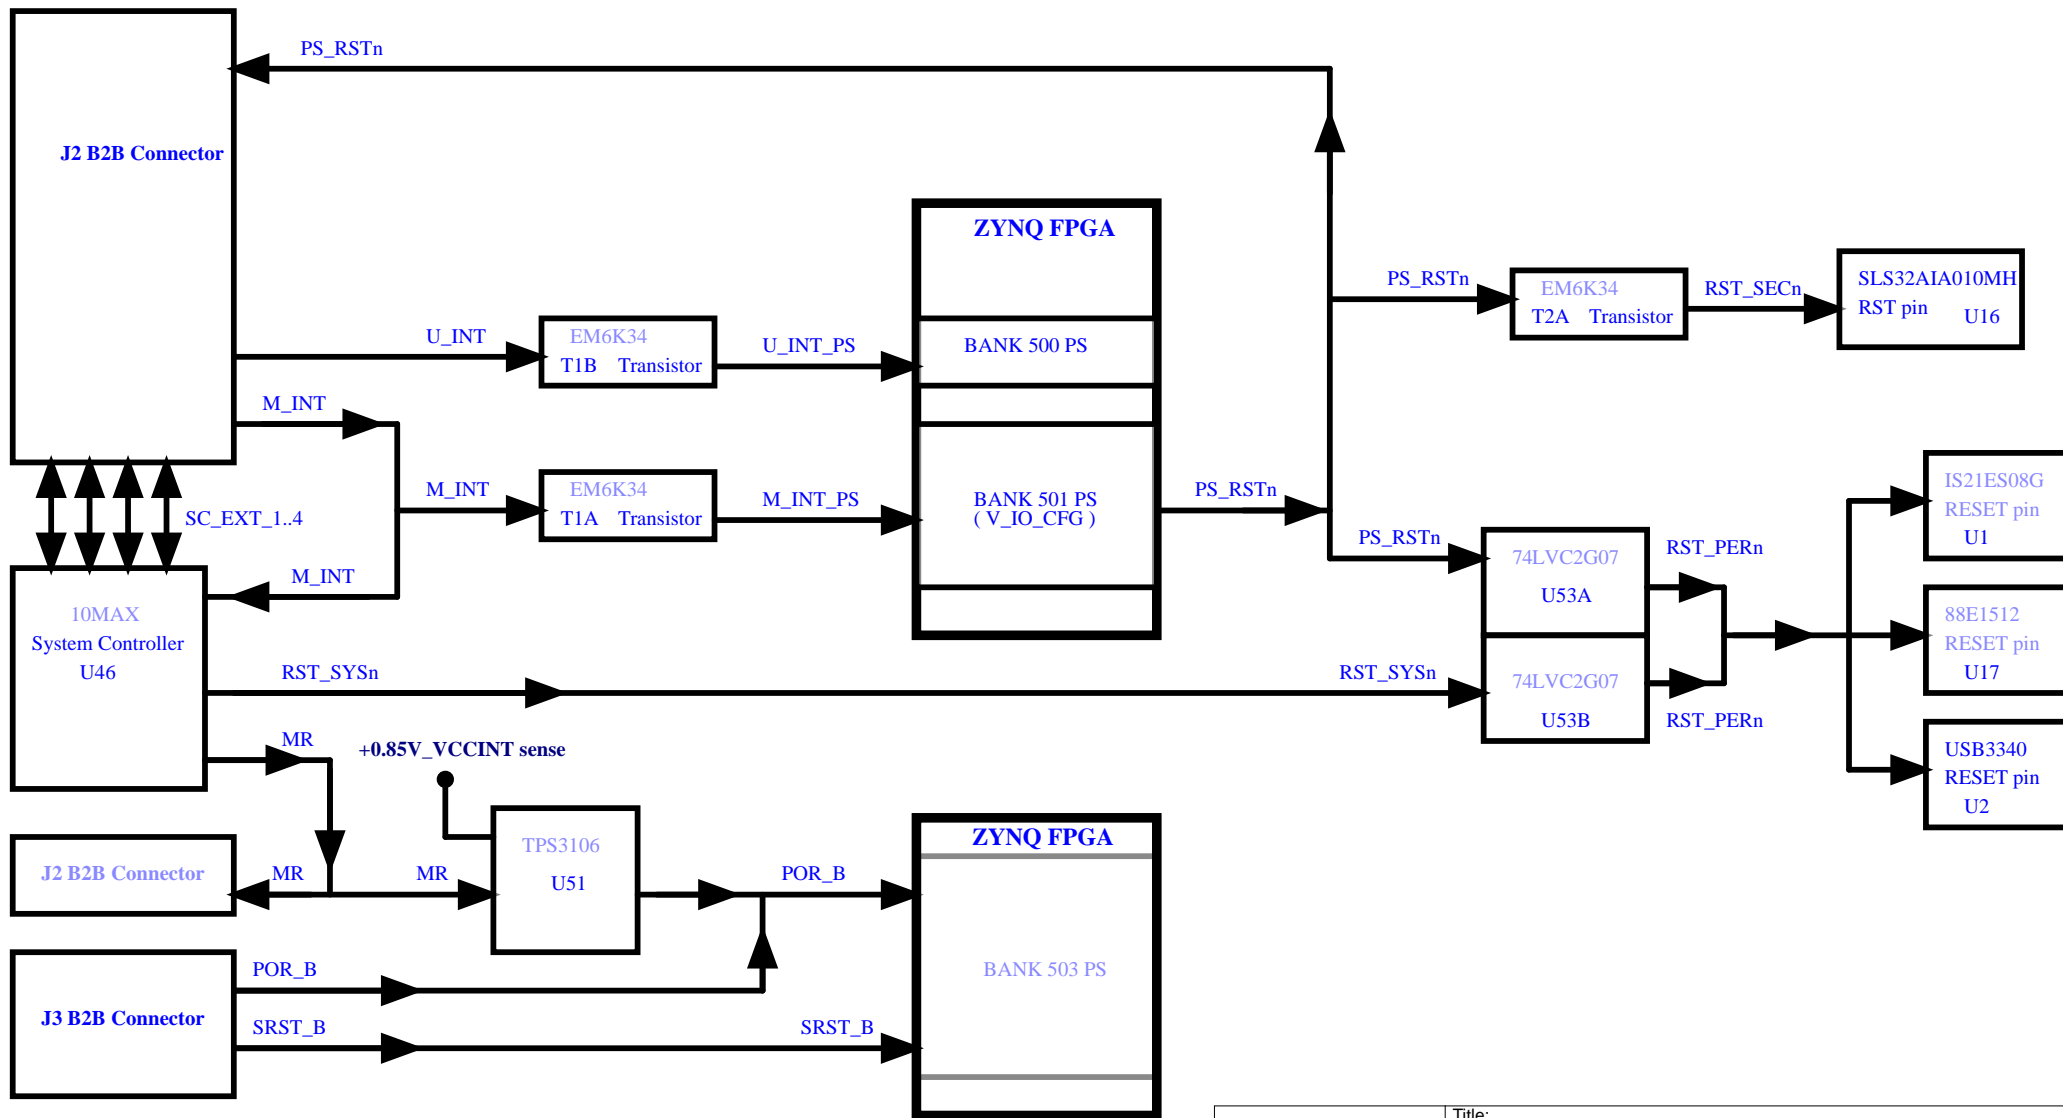 PS_RSTn
J2 B2B Connector
ZYNQ FPGA
PS_RSTn
EM6K34
T2A Transistor
RST_SECn
SLS32AIA010MH
RST pin
U16
U_INT
EM6K34
T1B Transistor
U_INT_PS
BANK 500 PS
M_INT
M_INT
EM6K34
T1A Transistor
M_INT_PS
BANK 501 PS
( V_IO_CFG )
PS_RSTn
IS21ES08G
RESET pin
U1
SC_EXT_1..4
M_INT
PS_RSTn
74LVC2G07
U53A
RST_PERn
10MAX
System Controller
U46
88E1512
RESET pin
U17
RST_SYSn
RST_SYSn
74LVC2G07
U53B
RST_PERn
MR
+0.85V_VCCINT sense
USB3340
RESET pin
U2
TPS3106
U51
ZYNQ FPGA
J2 B2B Connector
MR
MR
POR_B
BANK 503 PS
J3 B2B Connector
POR_B
SRST_B
SRST_B
Title: